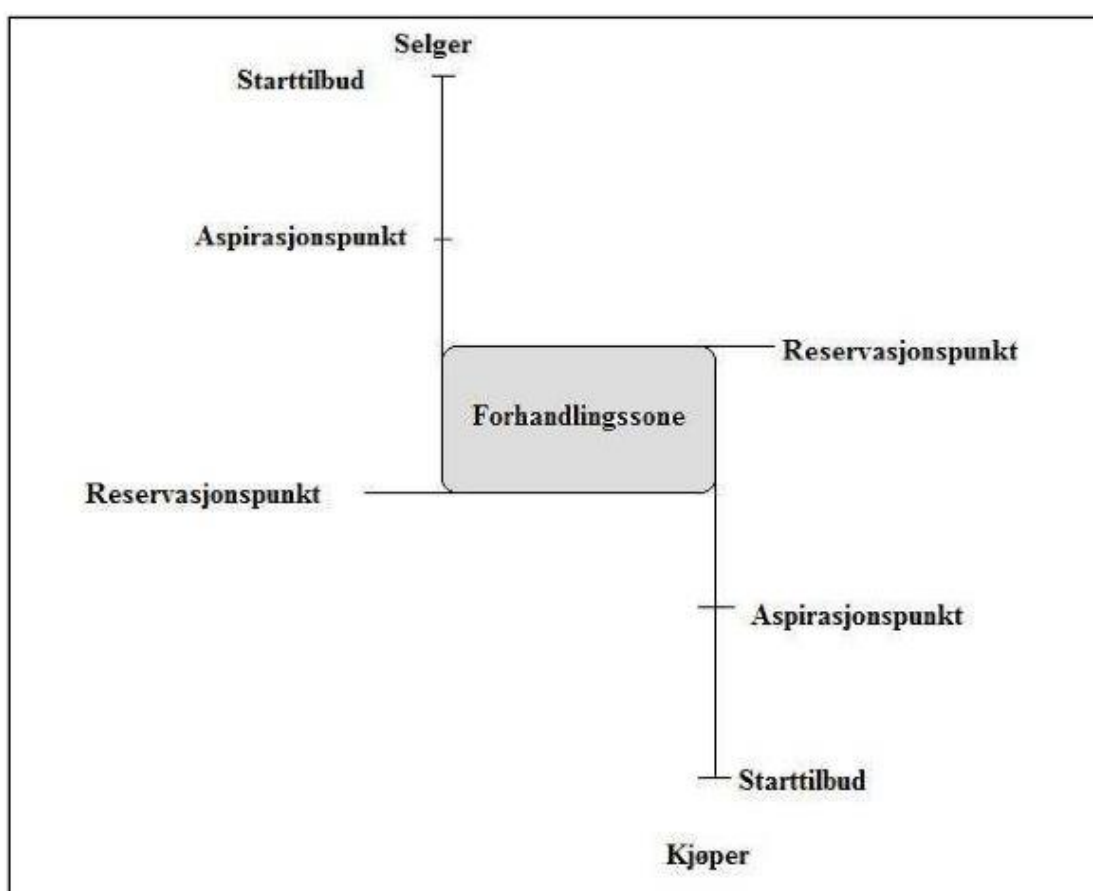 Selger
Starttilbud
Aspirasjonspunkt
Reservasjonspunkt
Forhandlingssone
Reservasjonspunkt
Aspirasjonspunkt
Starttilbud
Kjøper